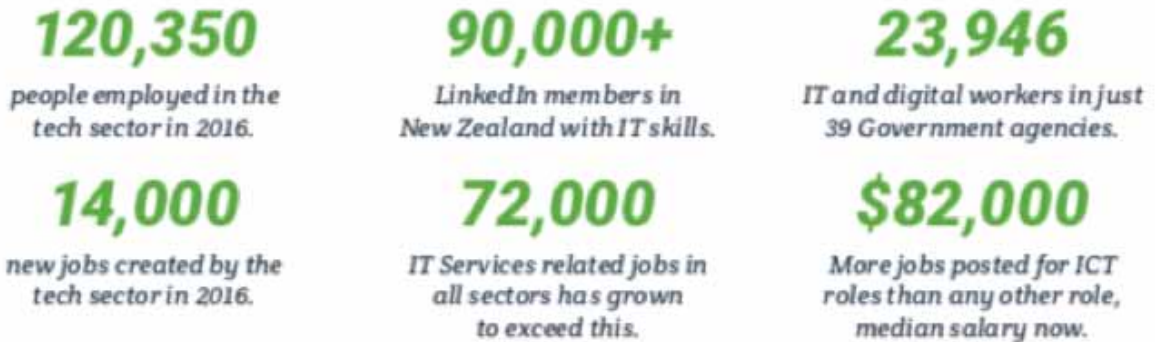 120,350
people employed in the
tech sector in 2016.
90,000+
LinkedIn members in
New Zealand with IT skills.
23,946
IT and digital workers in just
39 Government agencies.
14,000
new jobs created by the
tech sector in 2016.
72,000
IT Services related jobs in
all sectors has grown
to exceed this.
$82,000
More jobs posted for ICT
roles than any other role,
median salary now.